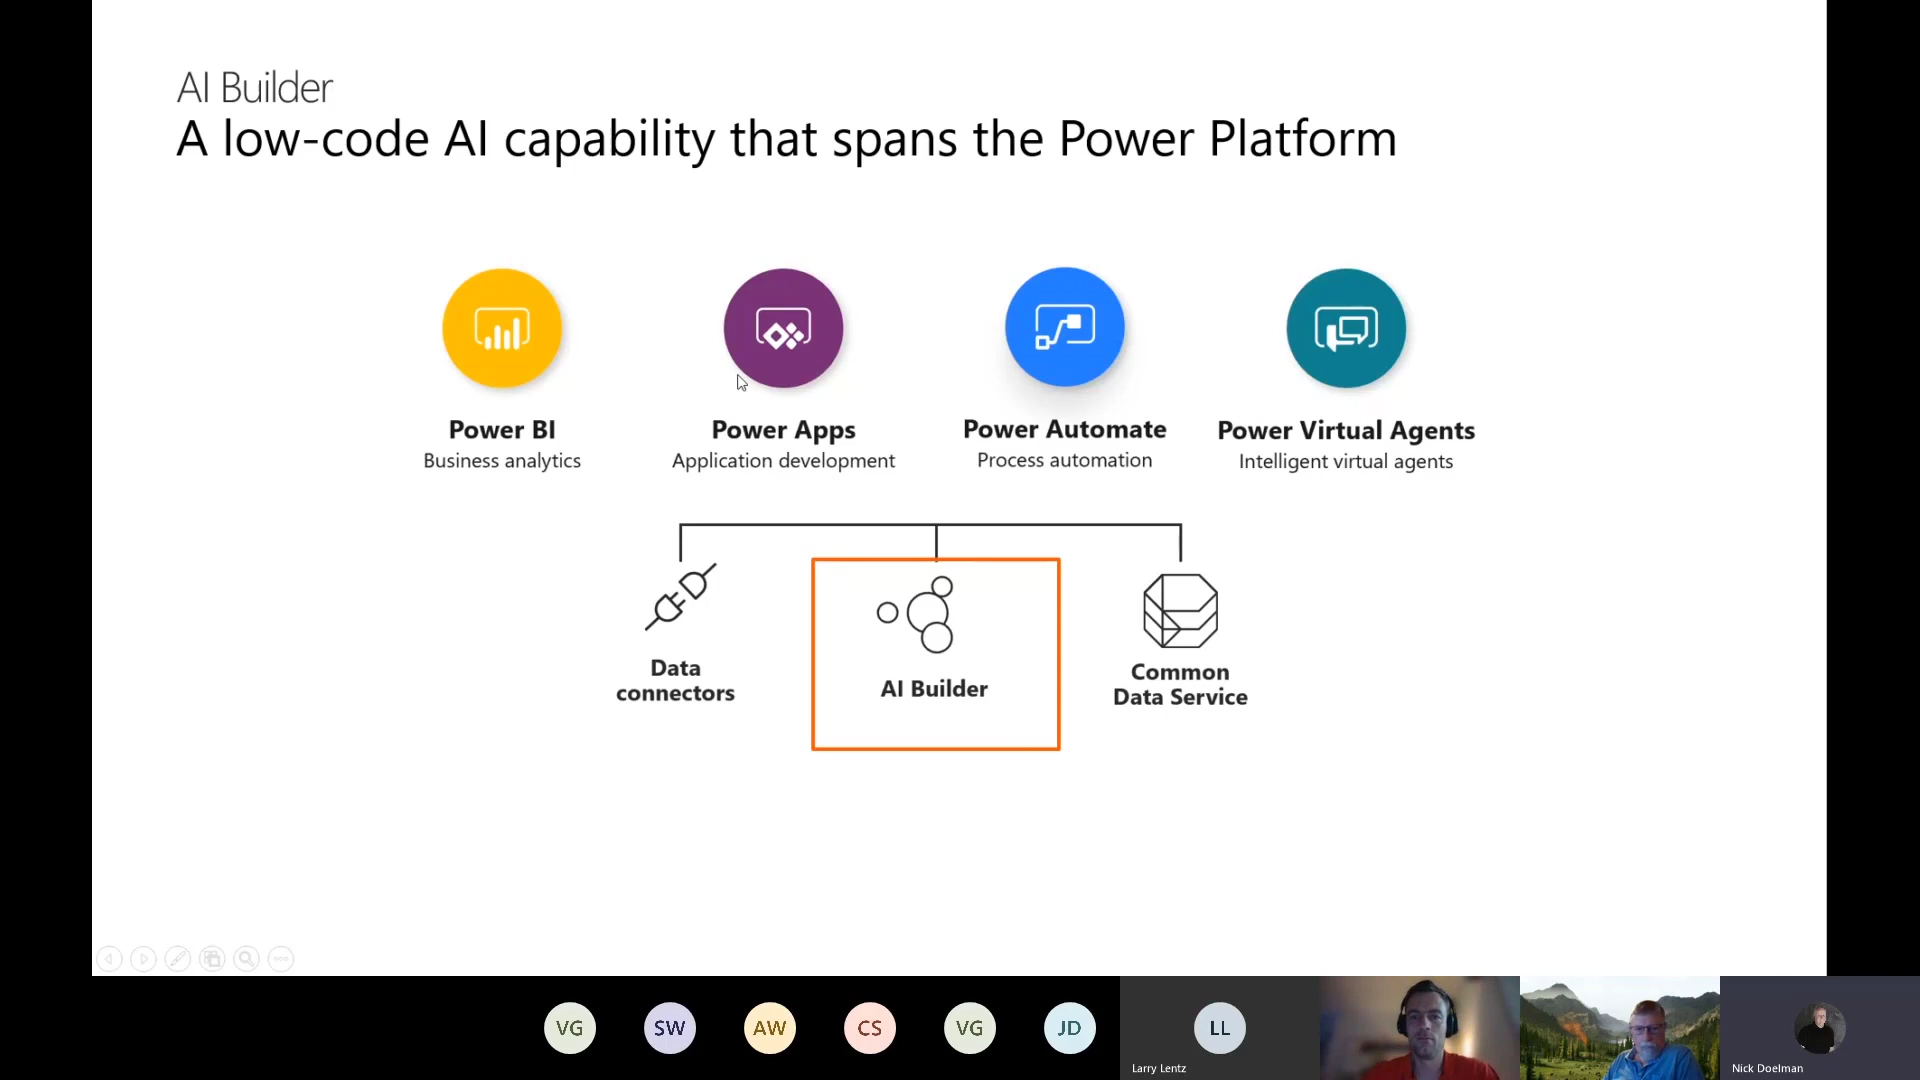 AI Builder
A low-code AI capability that spans the Power Platform
Power BI
Business analytics
Power Apps
Application development
Power Automate
Process automation
Power Virtual Agents
Intelligent virtual agents
Data
connectors
AI Builder
Common
Data Service
VG
SW
AW
CS
VG
JD
LL
Larry Lentz
Nick Doelman